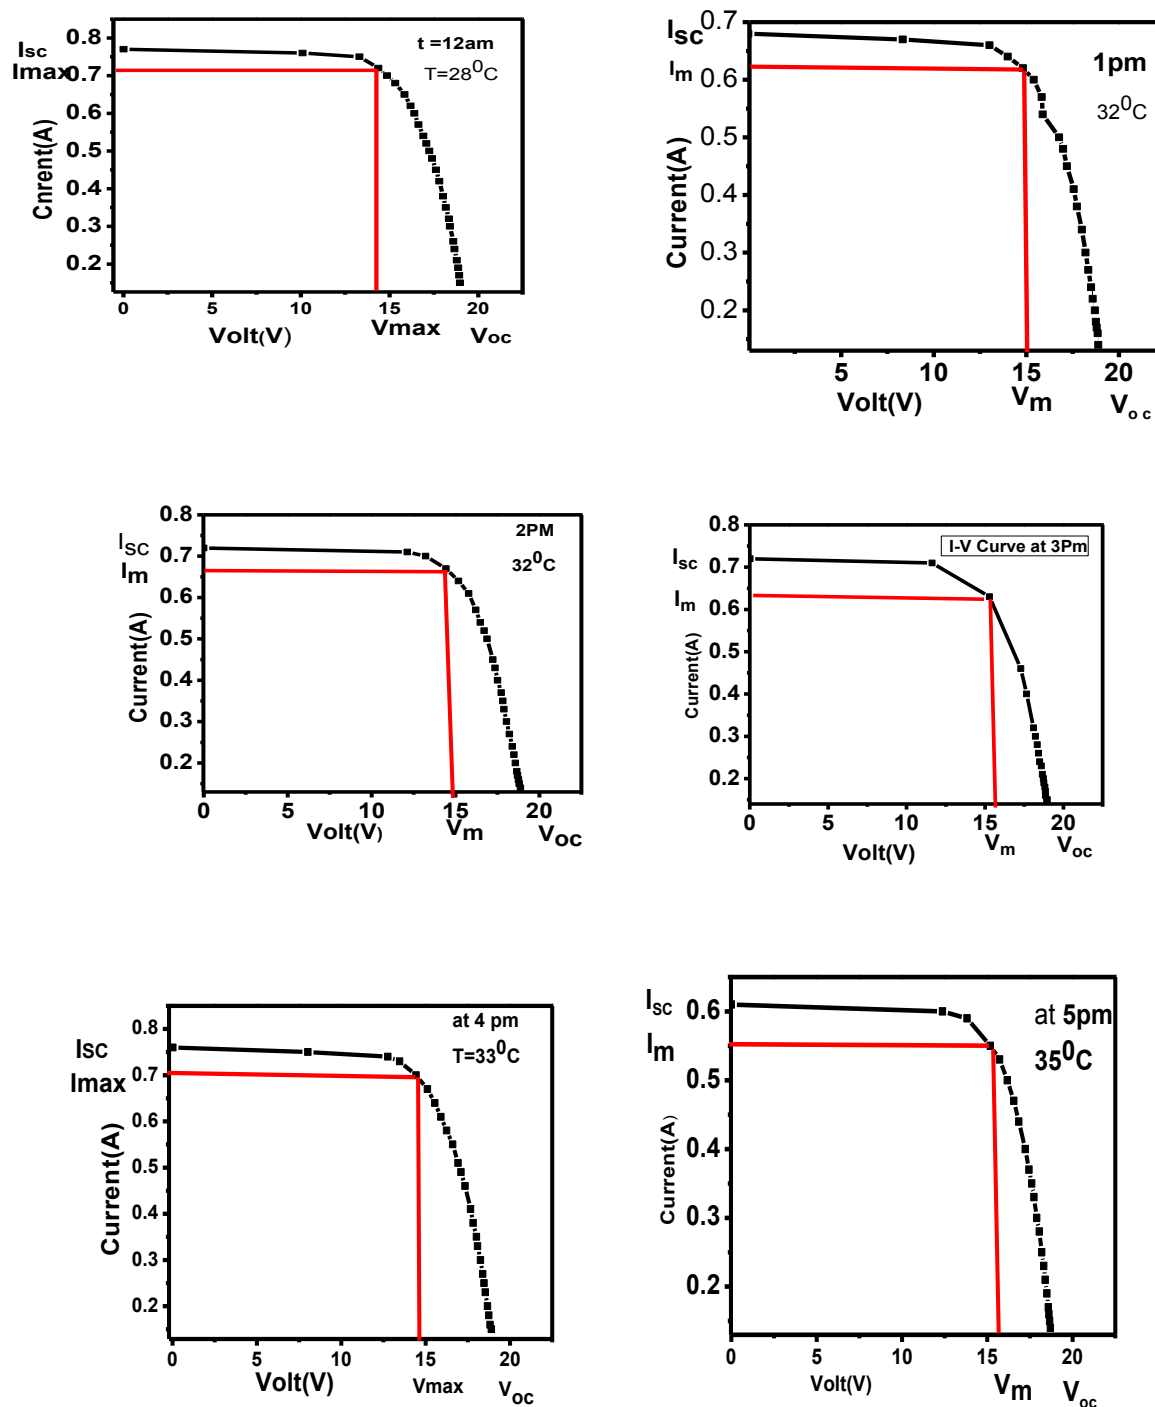 t =12am
T=28⁰C
Isc
Imax
0.7
0.6
0.5
0.4
0.3
0.2
Cnrent(A)
0 5 10 15 20
Volt(V) Vmax Voc
0.7
Isc
Im
0.6
0.5
0.4
0.3
0.2
1pm
32⁰C
Current(A)
5 10 15 20
Volt(V) Vm Voc
0.8
Isc
0.7
Im
0.6
0.5
0.4
0.3
0.2
2PM
32⁰C
Current(A)
0 5 10 15 20
Volt(V) Vm Voc
0.8
I-V Curve at 3Pm
Isc
0.7
Im
0.6
0.5
0.4
0.3
0.2
Current(A)
0 5 10 15 20
Volt(V) Vm Voc
0.8
at 4 pm
T=33⁰C
Isc
Imax
0.7
0.6
0.5
0.4
0.3
0.2
Current(A)
0 5 10 15 20
Volt(V) Vmax Voc
Isc
0.6
at 5pm
Im
35⁰C
0.5
0.4
0.3
0.2
Current(A)
0 5 10 15 20
Volt(V) Vm Voc